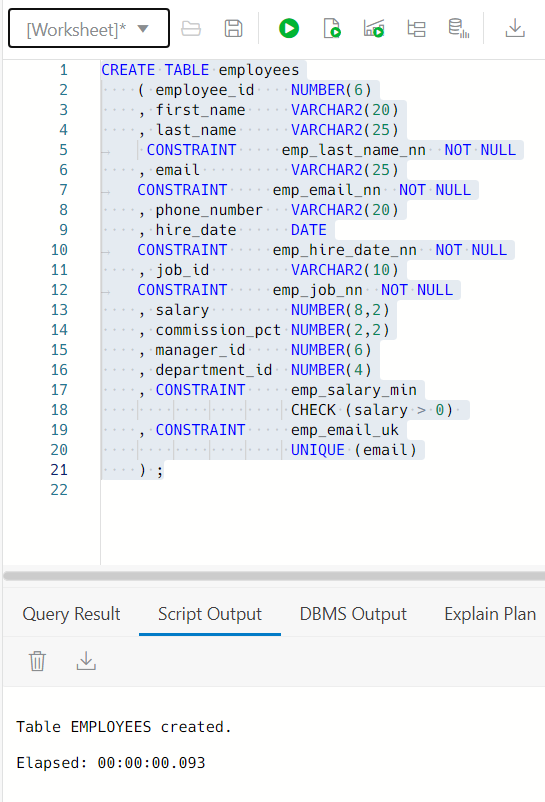 [Worksheet]*
1 CREATE TABLE employees
2 ( employee_id NUMBER(6)
3 , first_name VARCHAR2(20)
4 , last_name VARCHAR2(25)
5 CONSTRAINT emp_last_name_nn NOT NULL
6 , email VARCHAR2(25)
7 CONSTRAINT emp_email_nn NOT NULL
8 , phone_number VARCHAR2(20)
9 , hire_date DATE
10 CONSTRAINT emp_hire_date_nn NOT NULL
11 , job_id VARCHAR2(10)
12 CONSTRAINT emp_job_nn NOT NULL
13 , salary NUMBER(8,2)
14 , commission_pct NUMBER(2,2)
15 , manager_id NUMBER(6)
16 , department_id NUMBER(4)
17 , CONSTRAINT emp_salary_min
18 CHECK (salary > 0)
19 , CONSTRAINT emp_email_uk
20 UNIQUE (email)
21 ) ;
22
Query Result Script Output DBMS Output Explain Plan
Table EMPLOYEES created.
Elapsed: 00:00:00.093